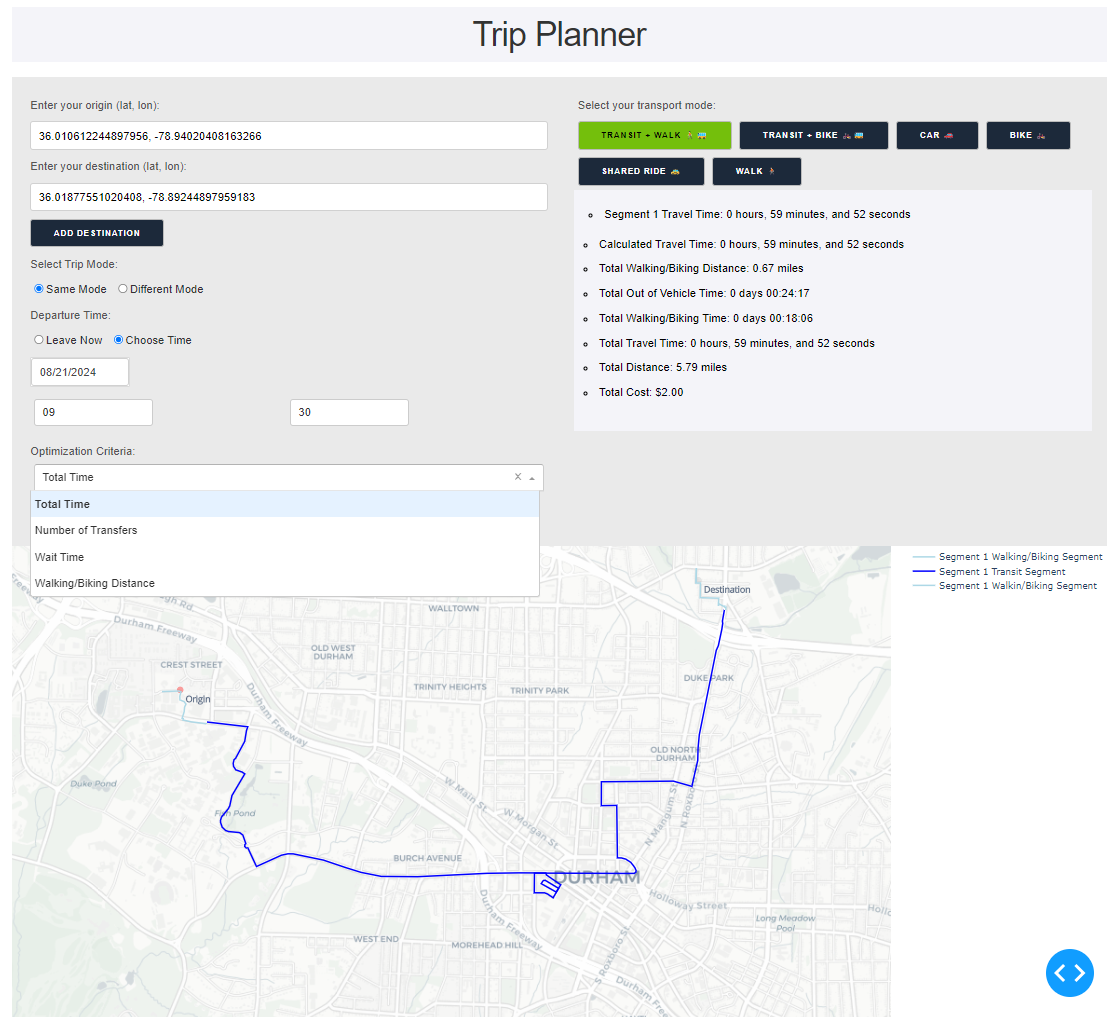 Trip Planner
Enter your origin (lat, lon):
36.010612244897956, -78.94020408163266
Enter your destination (lat, lon):
36.01877551020408, -78.89244897959183
ADD DESTINATION
Select Trip Mode:
Same Mode Different Mode
Departure Time:
Leave Now Choose Time
08/21/2024
09 30
Optimization Criteria:
Total Time x
Total Time
Number of Transfers
Wait Time
Walking/Biking Distance
Select your transport mode:
TRANSIT + WALK TRANSIT + BIKE CAR BIKE
SHARED RIDE WALK
Segment 1 Travel Time: 0 hours, 59 minutes, and 52 seconds
Calculated Travel Time: 0 hours, 59 minutes, and 52 seconds
Total Walking/Biking Distance: 0.67 miles
Total Out of Vehicle Time: 0 days 00:24:17
Total Walking/Biking Time: 0 days 00:18:06
Total Travel Time: 0 hours, 59 minutes, and 52 seconds
Total Distance: 5.79 miles
Total Cost: $2.00
Segment 1 Walking/Biking Segment
Segment 1 Transit Segment
Segment 1 Walkin/Biking Segment
Destination
WALLTOWN
Durham Freeway
OLD WEST
DURHAM
CREST STREET
DUKE PARK
TRINITY HEIGHTS
TRINITY PARK
Origin
Durham Freeway
OLD NORTH
DURHAM
Duke Pond
W Main St
Fish Pond
W Morgan St
N Mangum St
N Roxboro
BURCH AVENUE
DURHAM
Holloway Street
Durham Freeway
Long Meadow
Pool
WEST END
MOREHEAD HILL
S Roxboro St
Durham Freeway